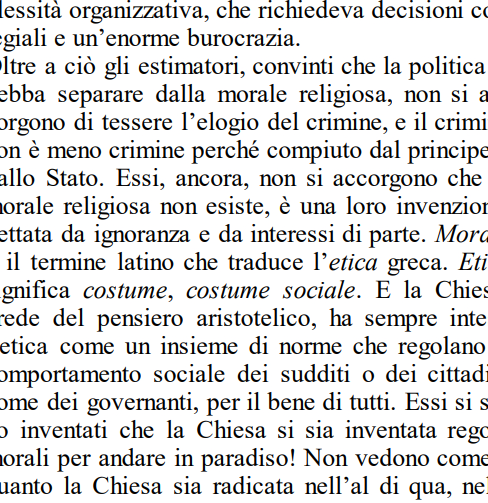 lessità organizzativa, che richiedeva decisioni co
egiali e un’enorme burocrazia.
ltre a ciò gli estimatori, convinti che la politica
ebba separare dalla morale religiosa, non si a
orgono di tessere l’elogio del crimine, e il crimi
on è meno crimine perché compiuto dal principe
allo Stato. Essi, ancora, non si accorgono che
orale religiosa non esiste, è una loro invenzion
ettata da ignoranza e da interessi di parte. Mora
il termine latino che traduce l’etica greca. Eti
gnifica costume, costume sociale. E la Chies
rede del pensiero aristotelico, ha sempre inte
etica come un insieme di norme che regolano
omportamento sociale dei sudditi o dei cittadi
ome dei governanti, per il bene di tutti. Essi si s
o inventati che la Chiesa si sia inventata rego
orali per andare in paradiso! Non vedono come
uanto la Chiesa sia radicata nell’al di qua, nel